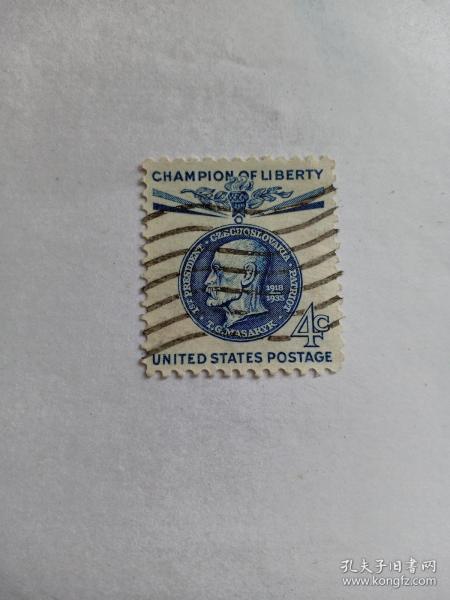 CHAMPION OF LIBERTY
1ST PRESIDENT · CZECHOSLOVAKIA · PATRIOT
1918
1935
T. G. MASARYK
4c
UNITED STATES POSTAGE
孔夫子旧书网
www.kongfz.com